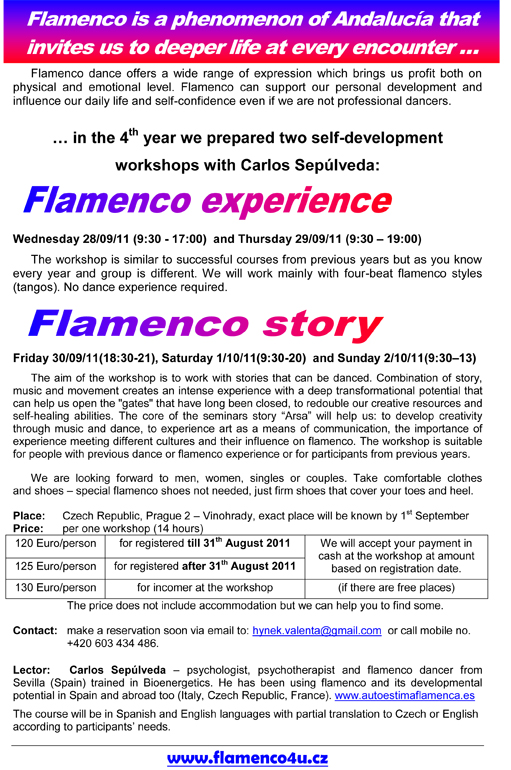 Flamenco is a phenomenon of Andalucía that
invites us to deeper life at every encounter ...
Flamenco dance offers a wide range of expression which brings us profit both on
physical and emotional level. Flamenco can support our personal development and
influence our daily life and self-confidence even if we are not professional dancers.
... in the 4th year we prepared two self-development
workshops with Carlos Sepúlveda:
Flamenco experience
Wednesday 28/09/11 (9:30 - 17:00) and Thursday 29/09/11 (9:30 – 19:00)
The workshop is similar to successful courses from previous years but as you know
every year and group is different. We will work mainly with four-beat flamenco styles
(tangos). No dance experience required.
Flamenco story
Friday 30/09/11(18:30-21), Saturday 1/10/11(9:30-20) and Sunday 2/10/11(9:30–13)
The aim of the workshop is to work with stories that can be danced. Combination of story,
music and movement creates an intense experience with a deep transformational potential that
can help us open the "gates" that have long been closed, to redouble our creative resources and
self-healing abilities. The core of the seminars story “Arsa” will help us: to develop creativity
through music and dance, to experience art as a means of communication, the importance of
experience meeting different cultures and their influence on flamenco. The workshop is suitable
for people with previous dance or flamenco experience or for participants from previous years.
We are looking forward to men, women, singles or couples. Take comfortable clothes
and shoes – special flamenco shoes not needed, just firm shoes that cover your toes and heel.
Place: Czech Republic, Prague 2 – Vinohrady, exact place will be known by 1st September
Price: per one workshop (14 hours)
120 Euro/person for registered till 31th August 2011
125 Euro/person for registered after 31th August 2011
We will accept your payment in
cash at the workshop at amount
based on registration date.
130 Euro/person for incomer at the workshop (if there are free places)
The price does not include accommodation but we can help you to find some.
Contact: make a reservation soon via email to: hynek.valenta@gmail.com or call mobile no.
+420 603 434 486.
Lector: Carlos Sepúlveda – psychologist, psychotherapist and flamenco dancer from
Sevilla (Spain) trained in Bioenergetics. He has been using flamenco and its developmental
potential in Spain and abroad too (Italy, Czech Republic, France). www.autoestimaflamenca.es
The course will be in Spanish and English languages with partial translation to Czech or English
according to participants’ needs.
www.flamenco4u.cz